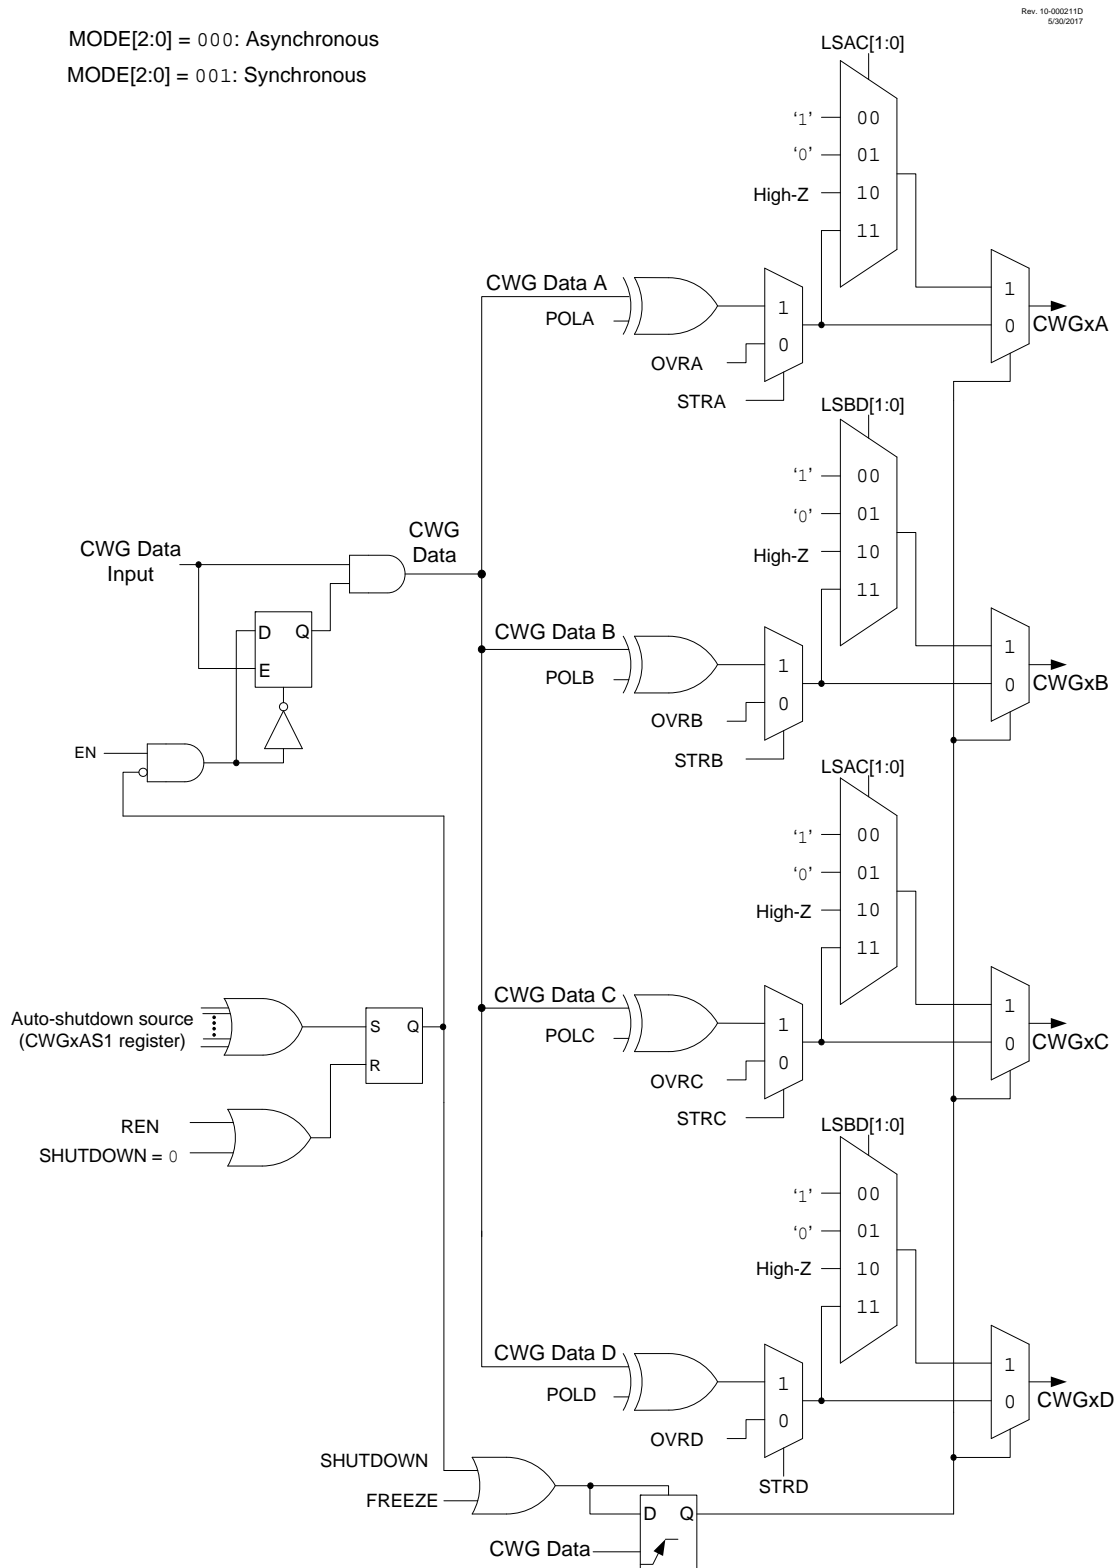 Rev. 10-000211D
5/30/2017
MODE[2:0] = 000: Asynchronous
MODE[2:0] = 001: Synchronous
LSAC[1:0]
‘1’ 00
‘0’ 01
High-Z 10
11
CWG Data A
POLA
OVRA
STRA
1
0
1
0
CWGxA
LSBD[1:0]
‘1’ 00
‘0’ 01
High-Z 10
11
CWG Data
Input
CWG
Data
D Q
E
EN
CWG Data B
POLB
OVRB
STRB
1
0
1
0
CWGxB
LSAC[1:0]
‘1’ 00
‘0’ 01
High-Z 10
11
CWG Data C
POLC
OVRC
STRC
1
0
1
0
CWGxC
Auto-shutdown source
(CWGxAS1 register)
S Q
R
REN
SHUTDOWN = 0
LSBD[1:0]
‘1’ 00
‘0’ 01
High-Z 10
11
CWG Data D
POLD
OVRD
STRD
1
0
1
0
CWGxD
SHUTDOWN
FREEZE
D Q
CWG Data